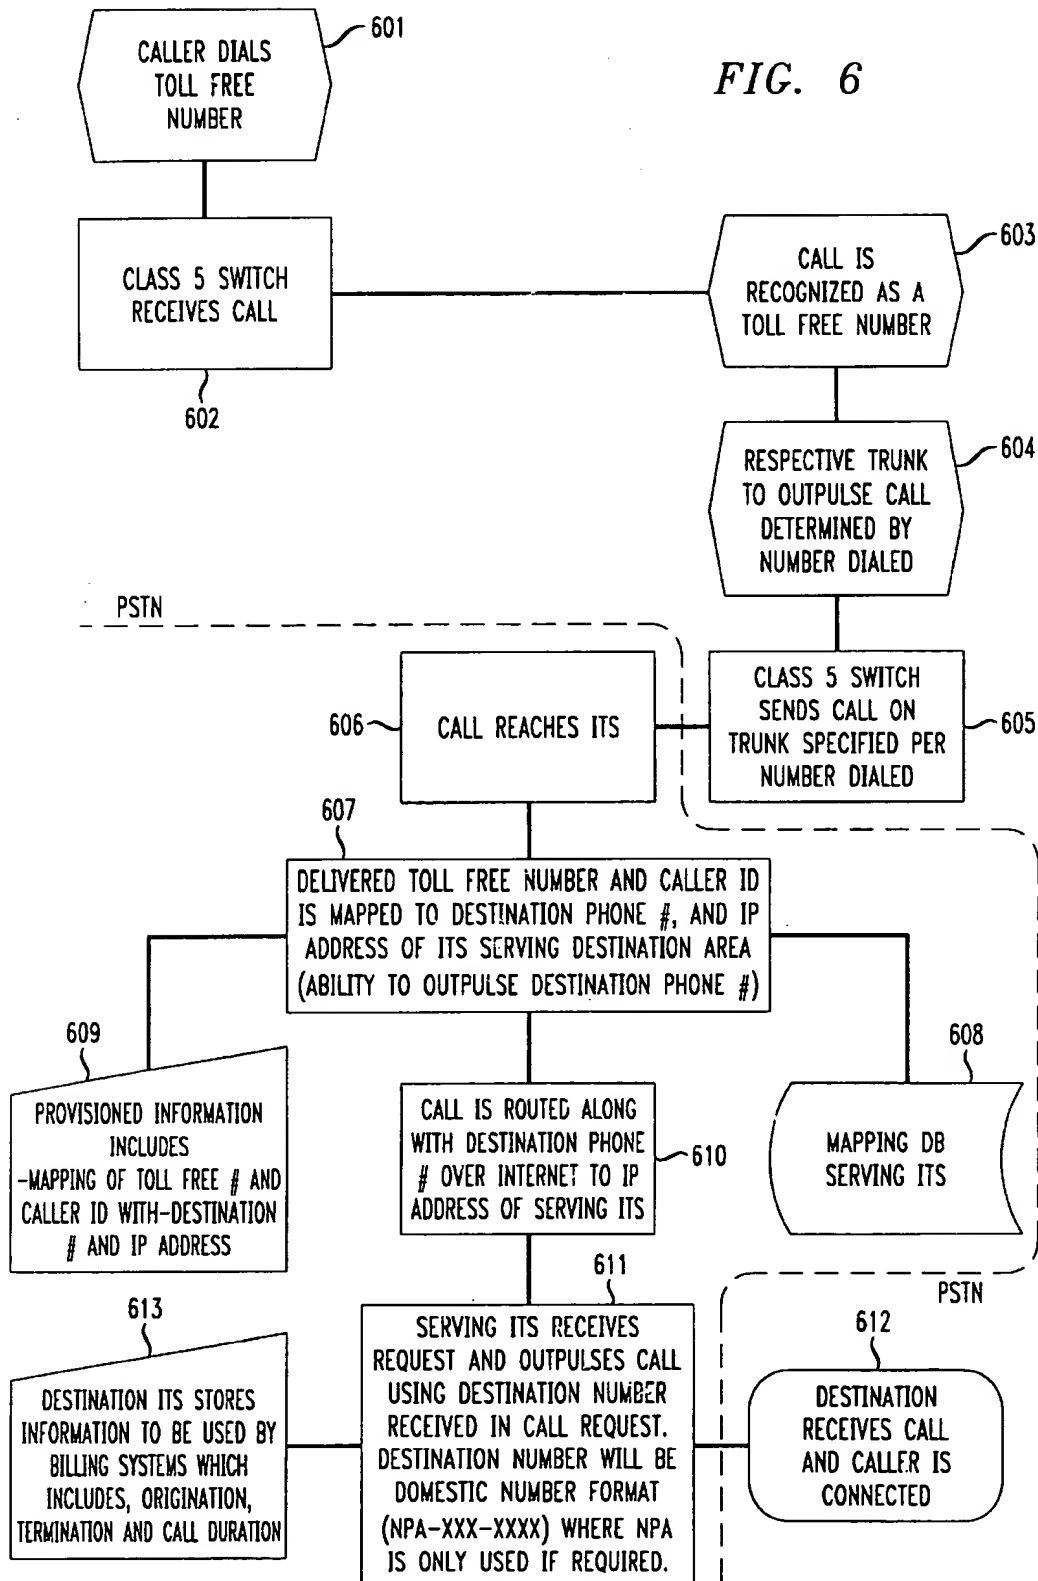 601
CALLER DIALS
TOLL FREE
NUMBER
FIG. 6
CLASS 5 SWITCH
RECEIVES CALL
602
603
CALL IS
RECOGNIZED AS A
TOLL FREE NUMBER
604
RESPECTIVE TRUNK
TO OUTPULSE CALL
DETERMINED BY
NUMBER DIALED
PSTN
CLASS 5 SWITCH
SENDS CALL ON
TRUNK SPECIFIED PER
NUMBER DIALED
605
606
CALL REACHES ITS
607
DELIVERED TOLL FREE NUMBER AND CALLER ID
IS MAPPED TO DESTINATION PHONE #, AND IP
ADDRESS OF ITS SERVING DESTINATION AREA
(ABILITY TO OUTPULSE DESTINATION PHONE #)
609
PROVISIONED INFORMATION
INCLUDES
-MAPPING OF TOLL FREE # AND
CALLER ID WITH-DESTINATION
# AND IP ADDRESS
CALL IS ROUTED ALONG
WITH DESTINATION PHONE
# OVER INTERNET TO IP
ADDRESS OF SERVING ITS
610
608
MAPPING DB
SERVING ITS
PSTN
613
DESTINATION ITS STORES
INFORMATION TO BE USED BY
BILLING SYSTEMS WHICH
INCLUDES, ORIGINATION,
TERMINATION AND CALL DURATION
611
SERVING ITS RECEIVES
REQUEST AND OUTPULSES CALL
USING DESTINATION NUMBER
RECEIVED IN CALL REQUEST.
DESTINATION NUMBER WILL BE
DOMESTIC NUMBER FORMAT
(NPA-XXX-XXXX) WHERE NPA
IS ONLY USED IF REQUIRED.
612
DESTINATION
RECEIVES CALL
AND CALLER IS
CONNECTED